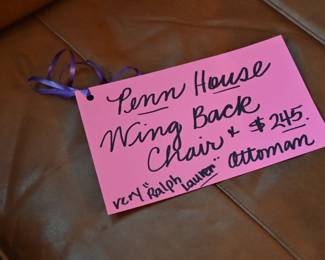 Penn House
Wing Back
Chair & $245.
Ottoman
very "Ralph
Lauren"